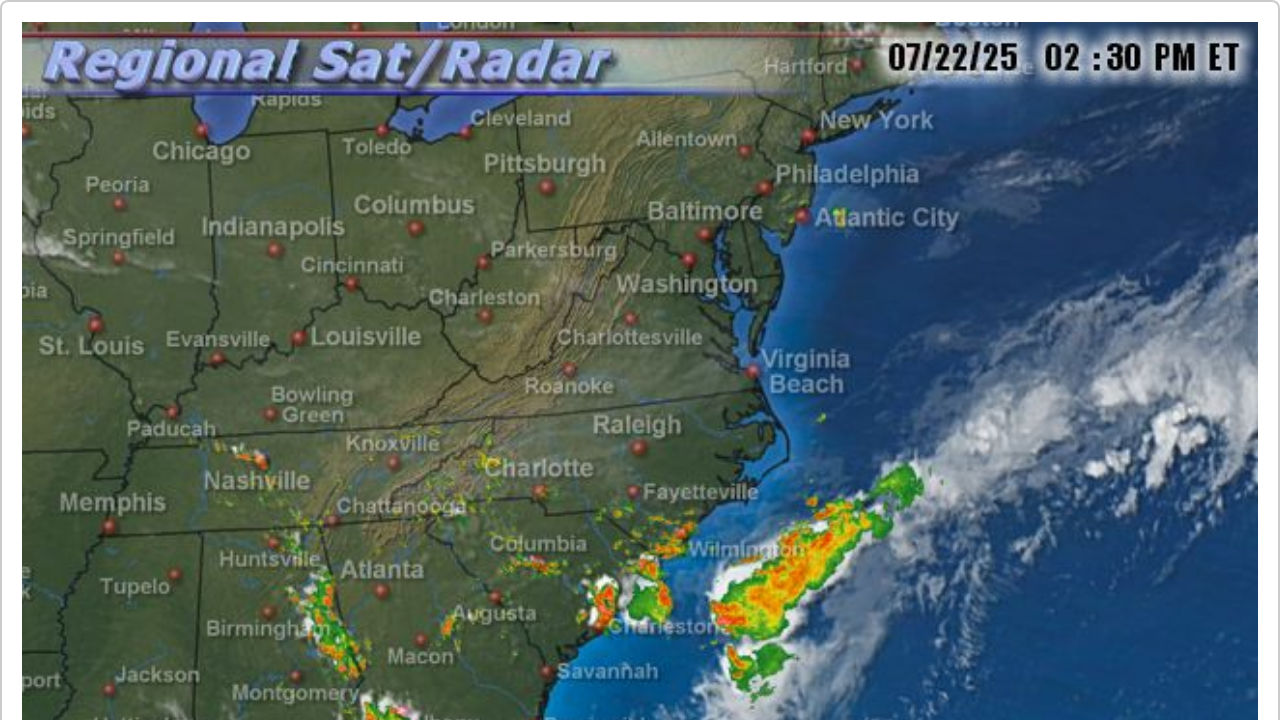 London
Boston
Regional Sat/Radar
07/22/25 02 :30 PM ET
Hartford
Rapids
Cleveland
New York
Chicago
Toledo
Allentown
Pittsburgh
Philadelphia
Peoria
Columbus
Baltimore
Atlantic City
Indianapolis
Springfield
Parkersburg
Cincinnati
Washington
Charleston
St. Louis
Evansville
Louisville
Charlottesville
Virginia
Beach
Roanoke
Bowling
Green
Paducah
Knoxville
Raleigh
Nashville
Charlotte
Memphis
Chattanooga
Fayetteville
Huntsville
Columbia
Wilmington
Atlanta
Tupelo
Augusta
Birmingham
Charleston
Macon
Jackson
Savannah
Montgomery